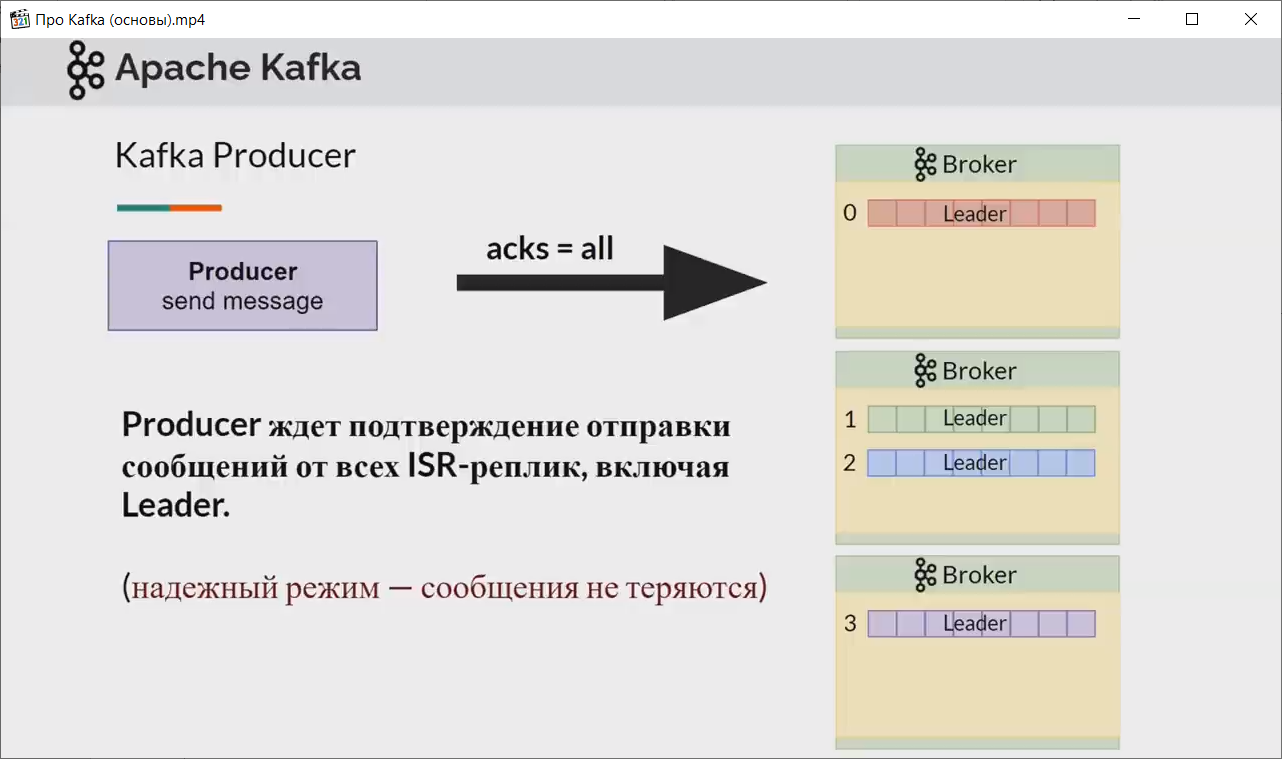 Про Kafka (основы).mp4
Apache Kafka
Kafka Producer
Producer
send message
acks = all
Producer ждет подтверждение отправки
сообщений от всех ISR-реплик, включая
Leader.
(надежный режим — сообщения не теряются)
Broker
0 Leader
Broker
1 Leader
2 Leader
Broker
3 Leader